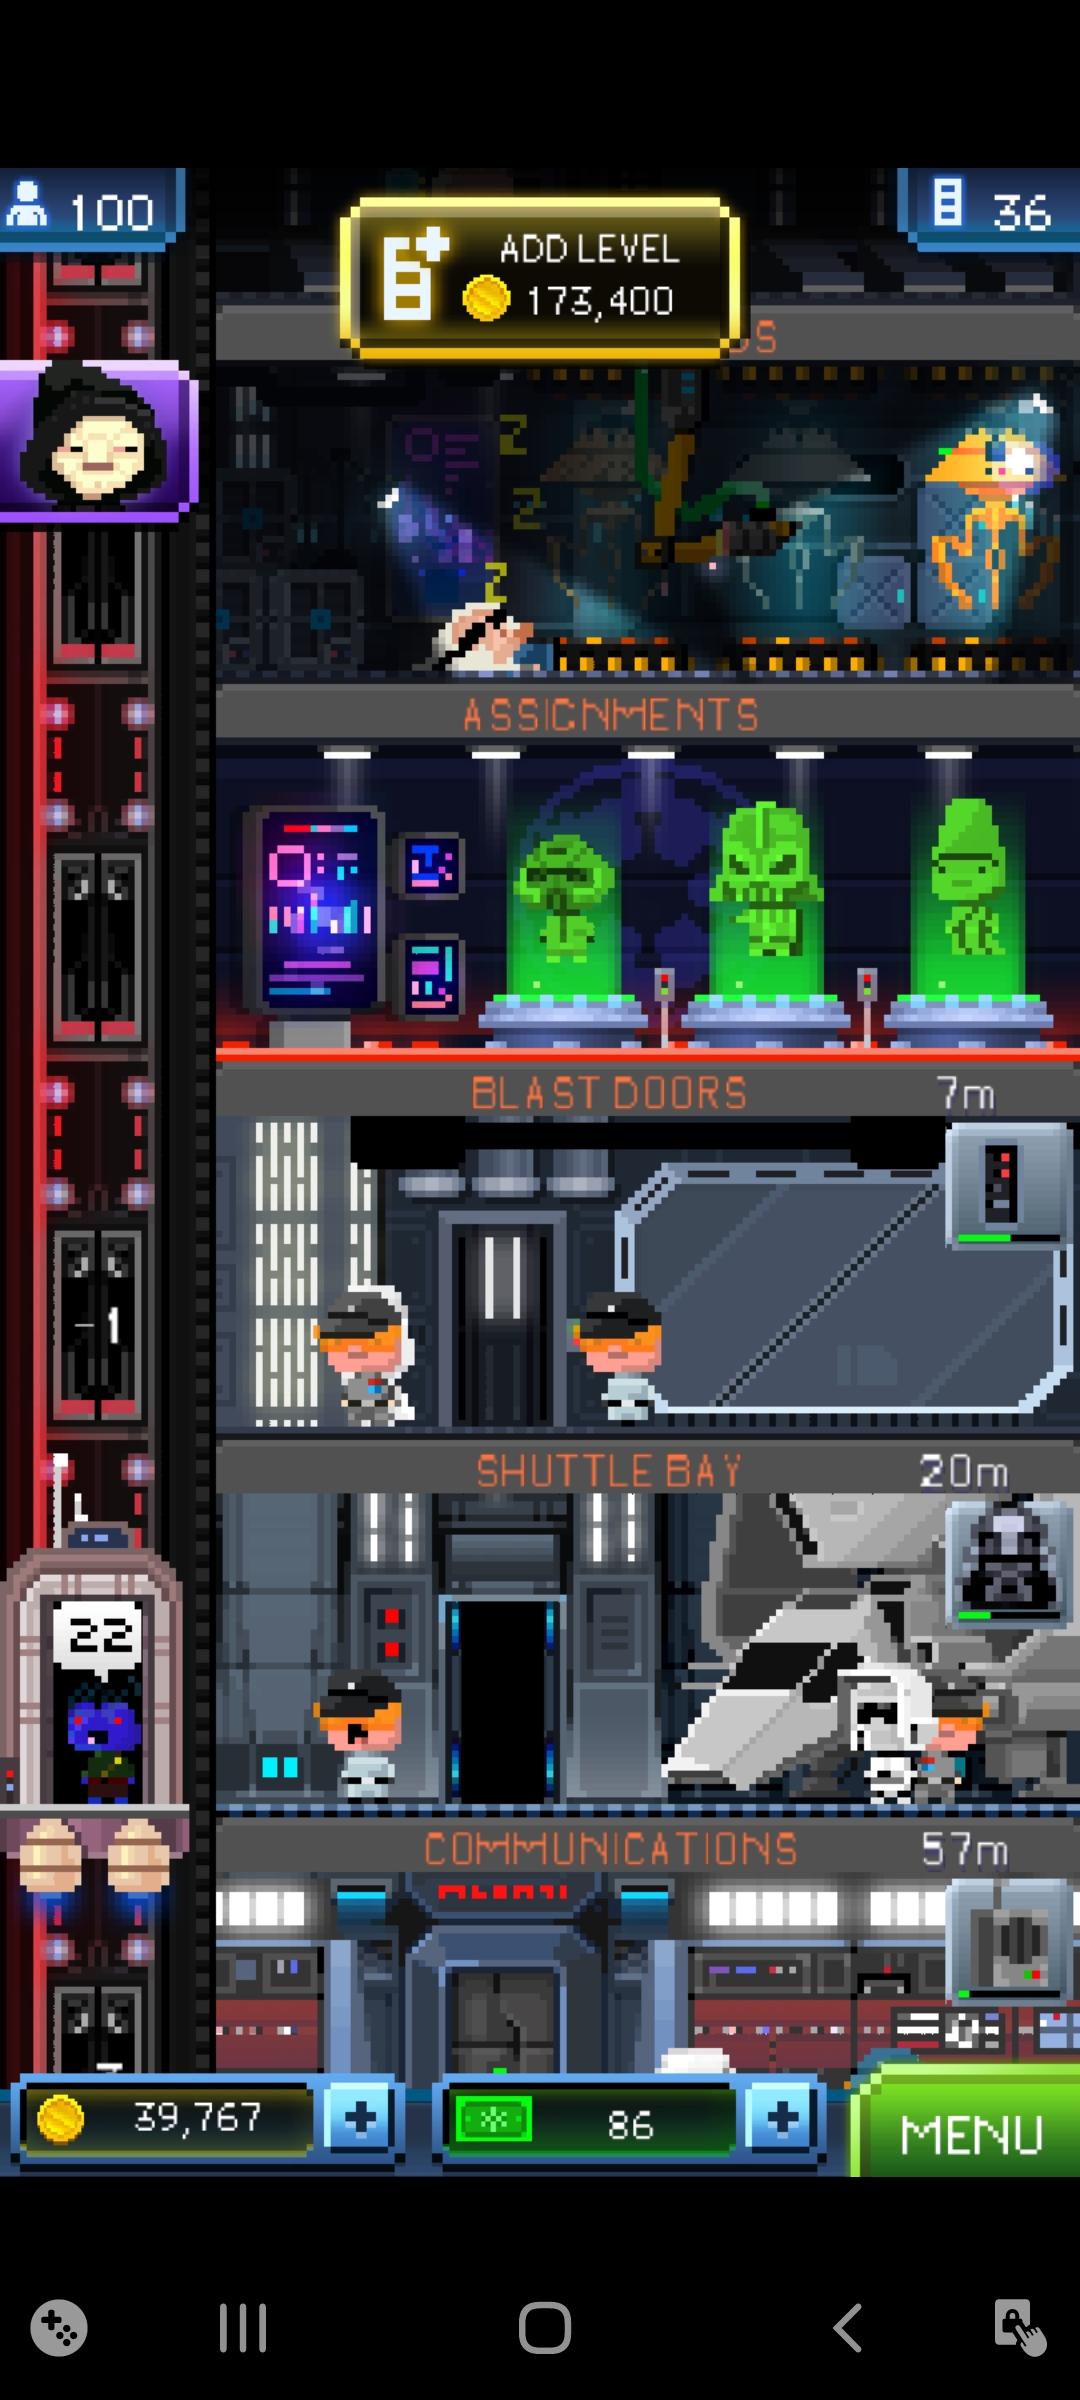 100
ADD LEVEL
173,400
36
Z
Z
Z
ASSIGNMENTS
BLAST DOORS 7m
-1
SHUTTLE BAY 20m
22
COMMUNICATIONS 57m
39,767
86
MENU